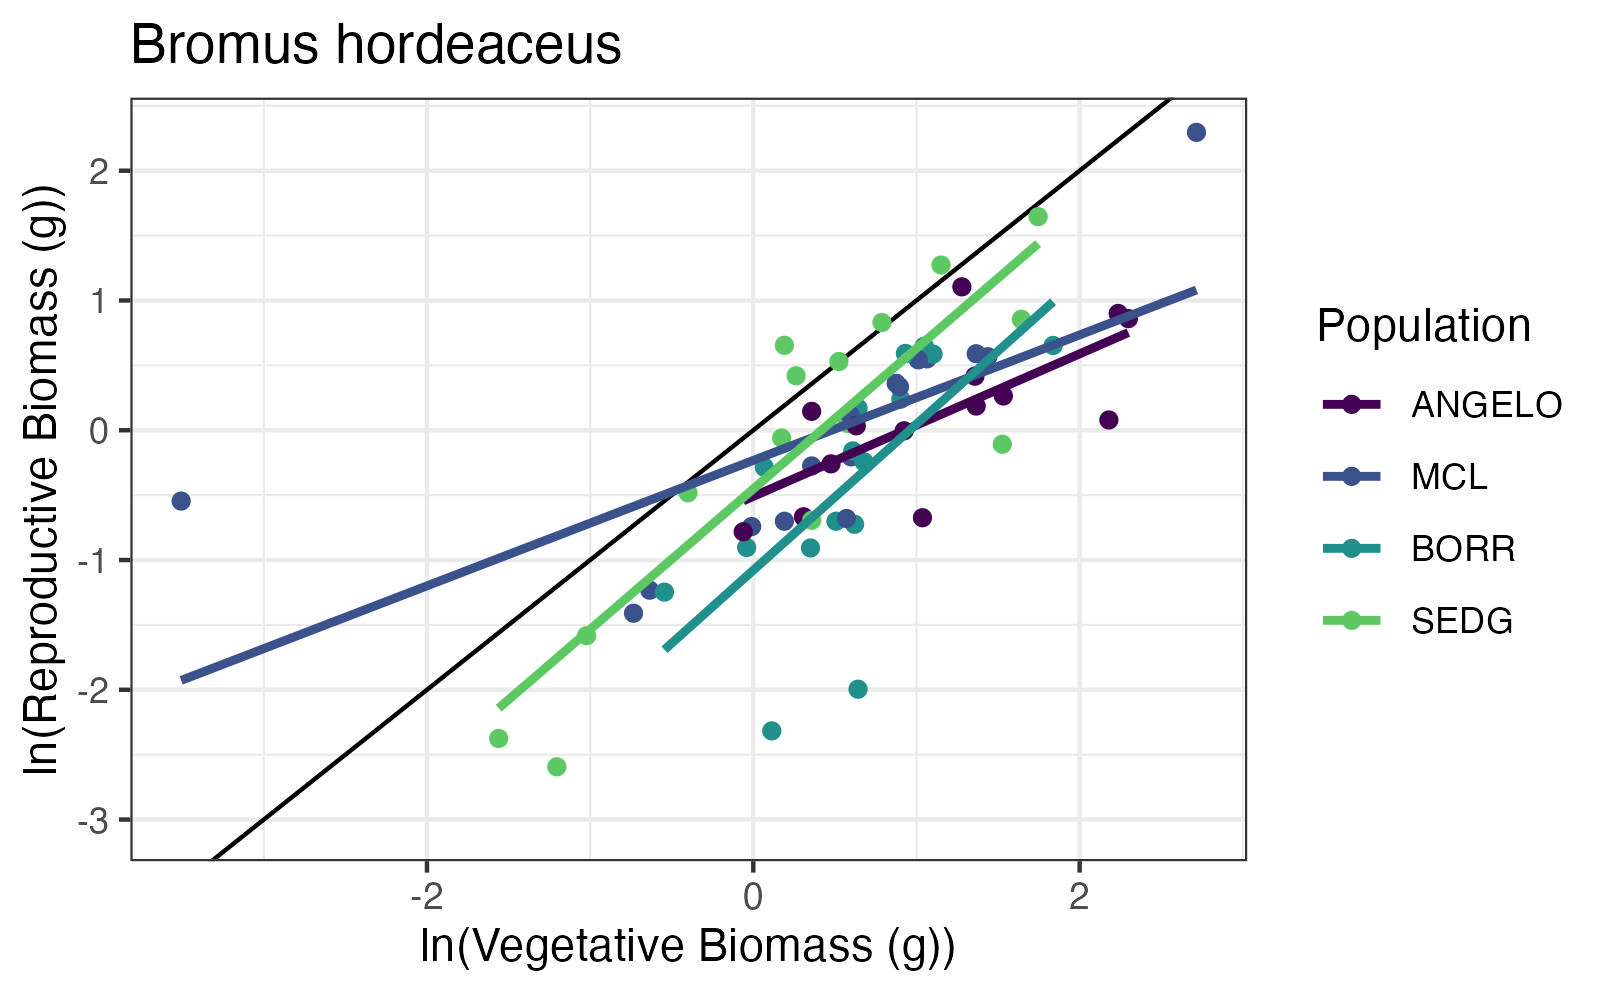 Bromus hordeaceus
ln(Reproductive Biomass (g))
2
1
0
-1
-2
-3
-2
0
2
ln(Vegetative Biomass (g))
Population
ANGELO
MCL
BORR
SEDG